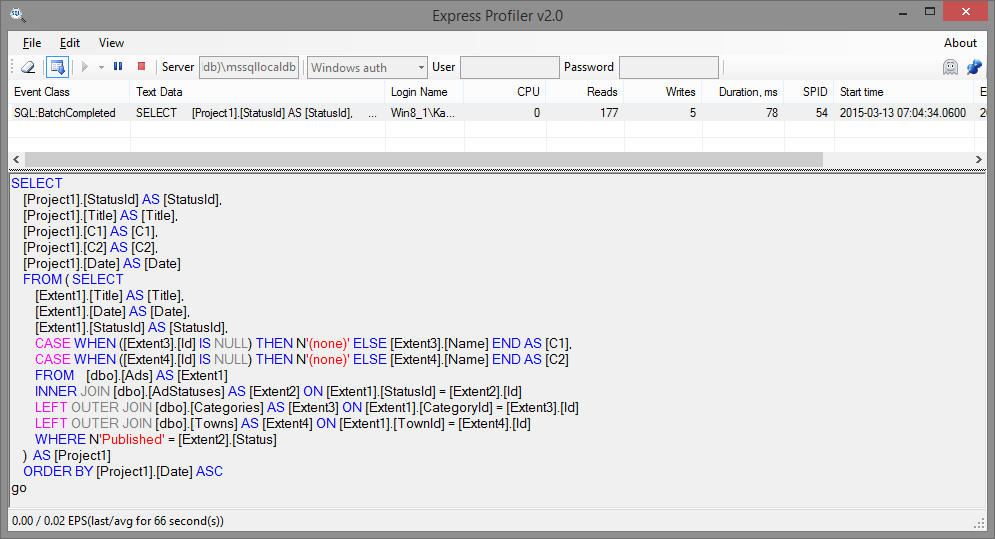 Express Profiler v2.0
File Edit View About
Server db)\mssqllocaldb Windows auth User Password
Event Class Text Data Login Name CPU Reads Writes Duration, ms SPID Start time E
SQL:BatchCompleted SELECT [Project1].[StatusId] AS [StatusId], ... Win8_1\Ka... 0 177 5 78 54 2015-03-13 07:04:34.0600 20
SELECT
[Project1].[StatusId] AS [StatusId],
[Project1].[Title] AS [Title],
[Project1].[C1] AS [C1],
[Project1].[C2] AS [C2],
[Project1].[Date] AS [Date]
FROM ( SELECT
[Extent1].[Title] AS [Title],
[Extent1].[Date] AS [Date],
[Extent1].[StatusId] AS [StatusId],
CASE WHEN ([Extent3].[Id] IS NULL) THEN N'(none)' ELSE [Extent3].[Name] END AS [C1],
CASE WHEN ([Extent4].[Id] IS NULL) THEN N'(none)' ELSE [Extent4].[Name] END AS [C2]
FROM [dbo].[Ads] AS [Extent1]
INNER JOIN [dbo].[AdStatuses] AS [Extent2] ON [Extent1].[StatusId] = [Extent2].[Id]
LEFT OUTER JOIN [dbo].[Categories] AS [Extent3] ON [Extent1].[CategoryId] = [Extent3].[Id]
LEFT OUTER JOIN [dbo].[Towns] AS [Extent4] ON [Extent1].[TownId] = [Extent4].[Id]
WHERE N'Published' = [Extent2].[Status]
) AS [Project1]
ORDER BY [Project1].[Date] ASC
go
0.00 / 0.02 EPS(last/avg for 66 second(s))